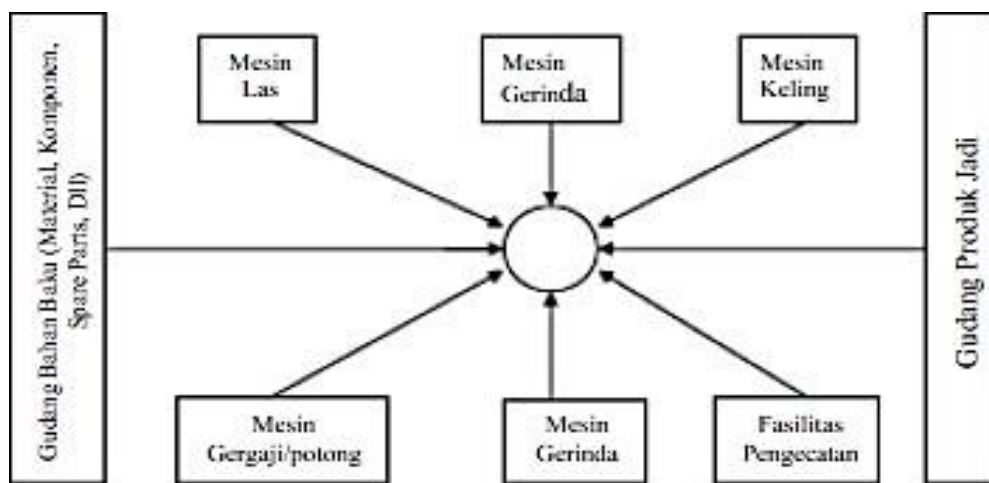 Gudang Bahan Baku (Material, Komponen,
Spare Parts, Dll)
Mesin
Las
Mesin
Gerinda
Mesin
Keling
Mesin
Gergaji/potong
Mesin
Gerinda
Fasilitas
Pengecatan
Gudang Produk Jadi